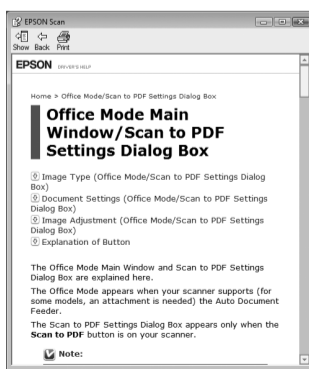 EPSON Scan
Show Back Print
EPSON DRIVER'S HELP
Home > Office Mode/Scan to PDF Settings Dialog Box
Office Mode Main
Window/Scan to PDF
Settings Dialog Box
Image Type (Office Mode/Scan to PDF Settings Dialog
Box)
Document Settings (Office Mode/Scan to PDF Settings
Dialog Box)
Image Adjustment (Office Mode/Scan to PDF Settings
Dialog Box)
Explanation of Button
The Office Mode Main Window and Scan to PDF Settings
Dialog Box are explained here.
The Office Mode appears when your scanner supports (for
some models, an attachment is needed) the Auto Document
Feeder.
The Scan to PDF Settings Dialog Box appears only when the
Scan to PDF button is on your scanner.
Note: